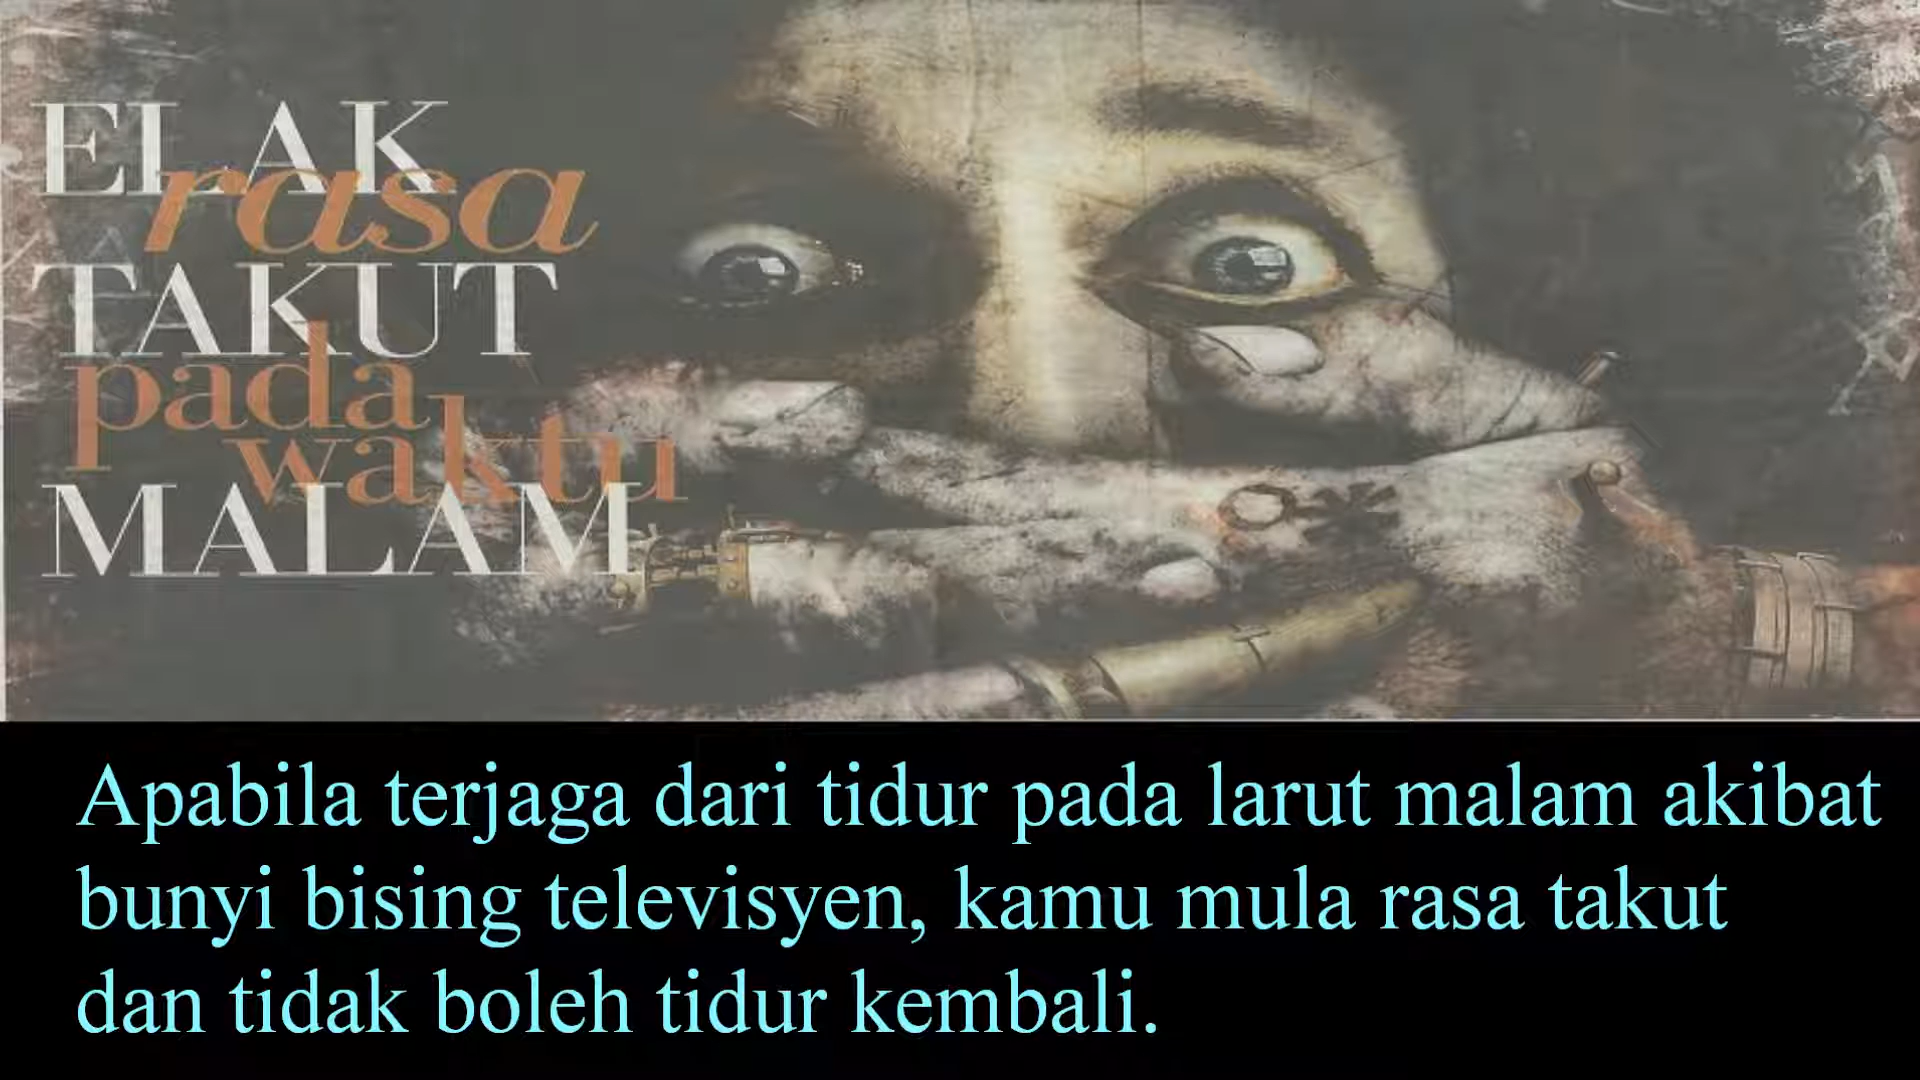 ELAK
rasa
TAKUT
pada
waktu
MALAM
Apabila terjaga dari tidur pada larut malam akibat
bunyi bising televisyen, kamu mula rasa takut
dan tidak boleh tidur kembali.